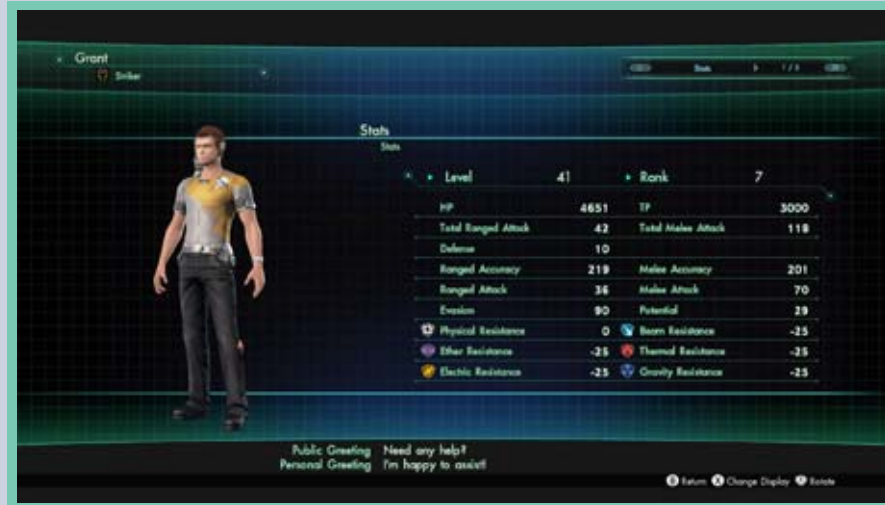 Grant
Striker
Stats 1 / 3
Stats
Stats
Level 41 Rank 7
HP 4651 TP 3000
Total Ranged Attack 42 Total Melee Attack 118
Defense 10
Ranged Accuracy 219 Melee Accuracy 201
Ranged Attack 36 Melee Attack 70
Evasion 90 Potential 29
Physical Resistance 0 Beam Resistance -25
Ether Resistance -25 Thermal Resistance -25
Electric Resistance -25 Gravity Resistance -25
Public Greeting Need any help?
Personal Greeting I'm happy to assist!
B Return X Change Display Rotate